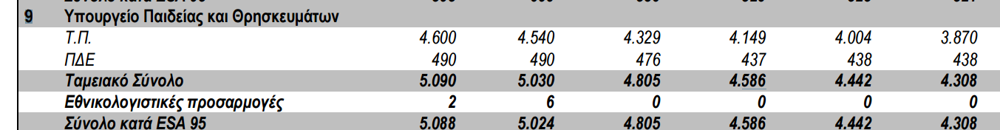 9 Υπουργείο Παιδείας και Θρησκευμάτων
Τ.Π. 4.600 4.540 4.329 4.149 4.004 3.870
ΠΔΕ 490 490 476 437 438 438
Ταμειακό Σύνολο 5.090 5.030 4.805 4.586 4.442 4.308
Εθνικολογιστικές προσαρμογές 2 6 0 0 0 0
Σύνολο κατά ESA 95 5.088 5.024 4.805 4.586 4.442 4.308